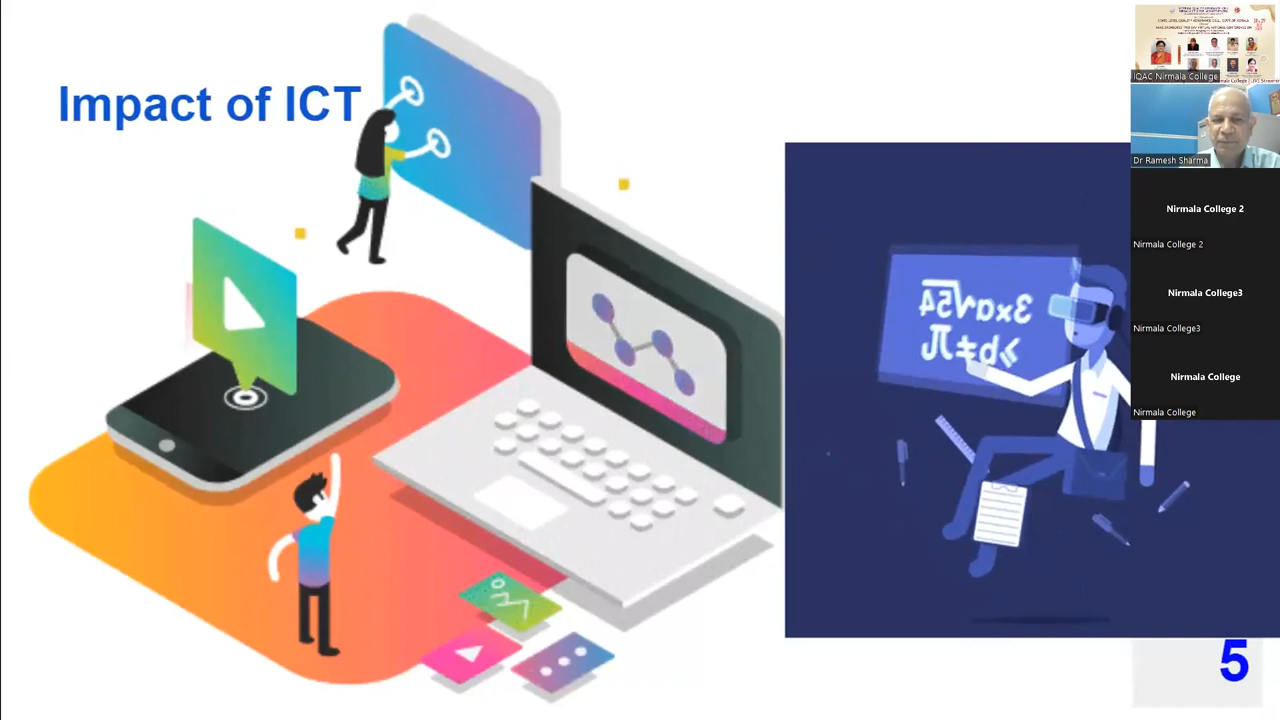 Impact of ICT
IQAC Nirmala College
Dr Ramesh Sharma
Nirmala College 2
Nirmala College 2
Nirmala College3
Nirmala College3
Nirmala College
Nirmala College
5